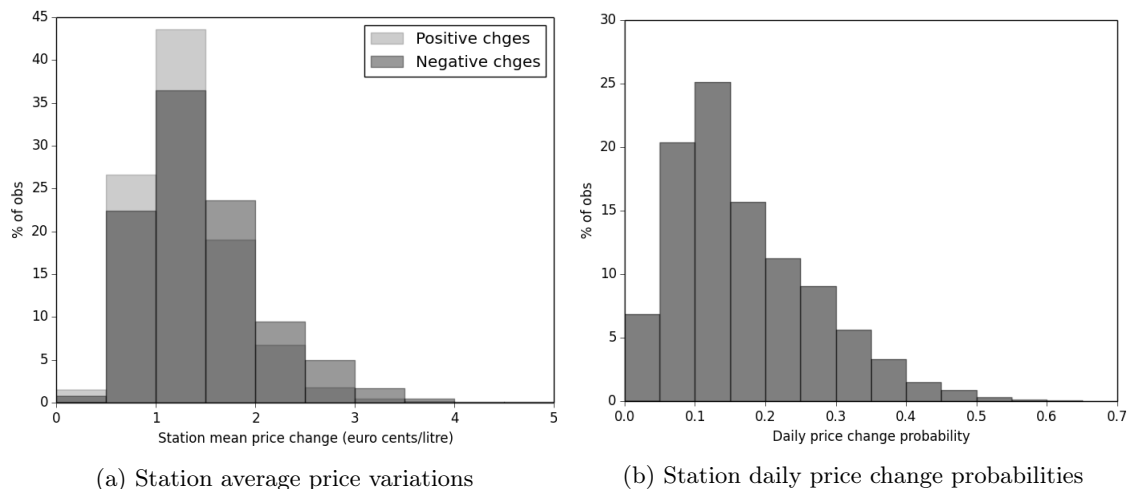 45
40
35
30
25
20
15
10
5
0
% of obs
Positive chges
Negative chges
0 1 2 3 4 5
Station mean price change (euro cents/litre)
(a) Station average price variations
30
25
20
15
10
5
0
% of obs
0.0 0.1 0.2 0.3 0.4 0.5 0.6 0.7
Daily price change probability
(b) Station daily price change probabilities